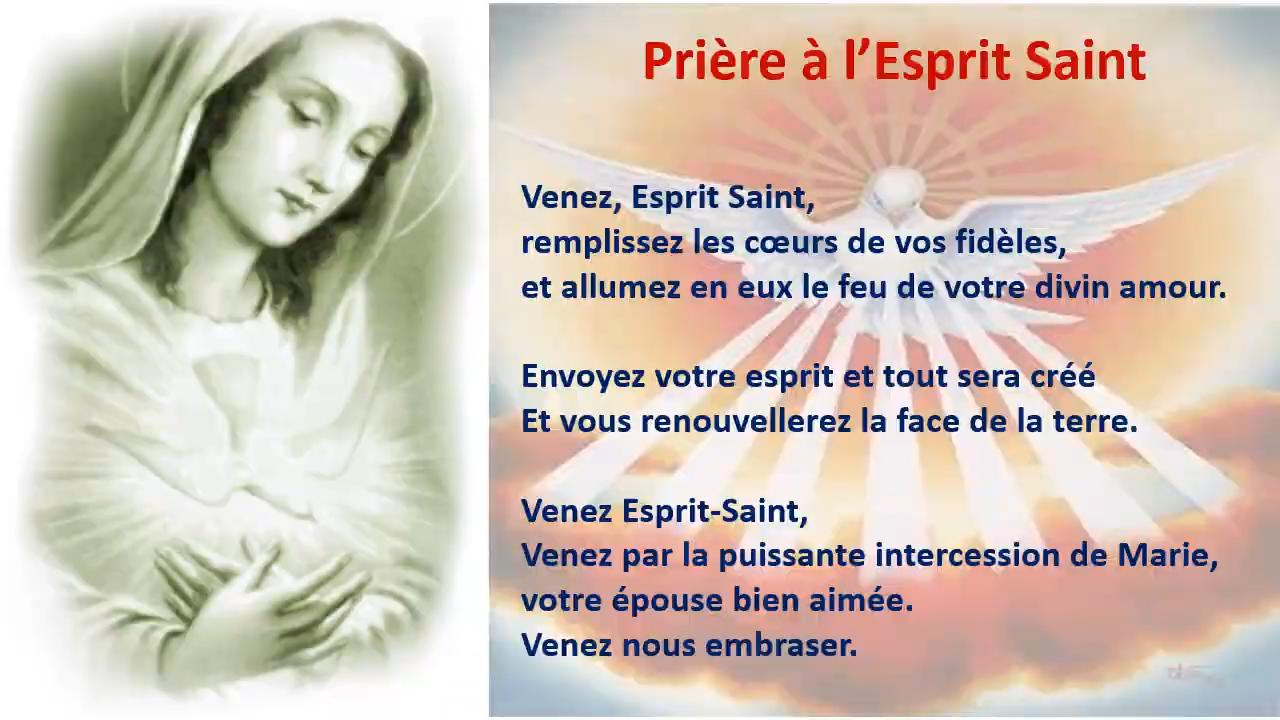 Prière à l’Esprit Saint
Venez, Esprit Saint,
remplissez les cœurs de vos fidèles,
et allumez en eux le feu de votre divin amour.
Envoyez votre esprit et tout sera créé
Et vous renouvellerez la face de la terre.
Venez Esprit-Saint,
Venez par la puissante intercession de Marie,
votre épouse bien aimée.
Venez nous embraser.